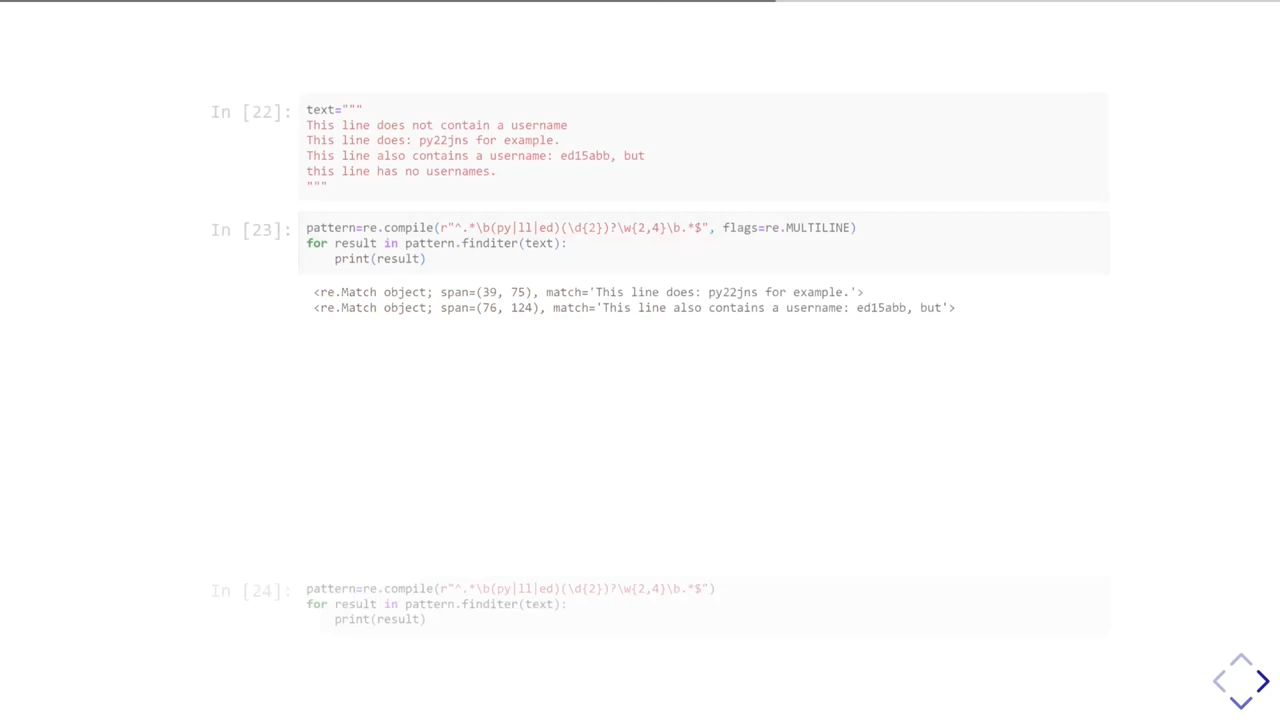 In [22]:
text="""
This line does not contain a username
This line does: py22jns for example.
This line also contains a username: ed15abb, but
this line has no usernames.
"""
In [23]:
pattern=re.compile(r"^.*\b(py|ll|ed)(\d{2})?\w{2,4}\b.*$", flags=re.MULTILINE)
for result in pattern.finditer(text):
    print(result)
<re.Match object; span=(39, 75), match='This line does: py22jns for example.'>
<re.Match object; span=(76, 124), match='This line also contains a username: ed15abb, but'>
In [24]:
pattern=re.compile(r"^.*\b(py|ll|ed)(\d{2})?\w{2,4}\b.*$")
for result in pattern.finditer(text):
    print(result)